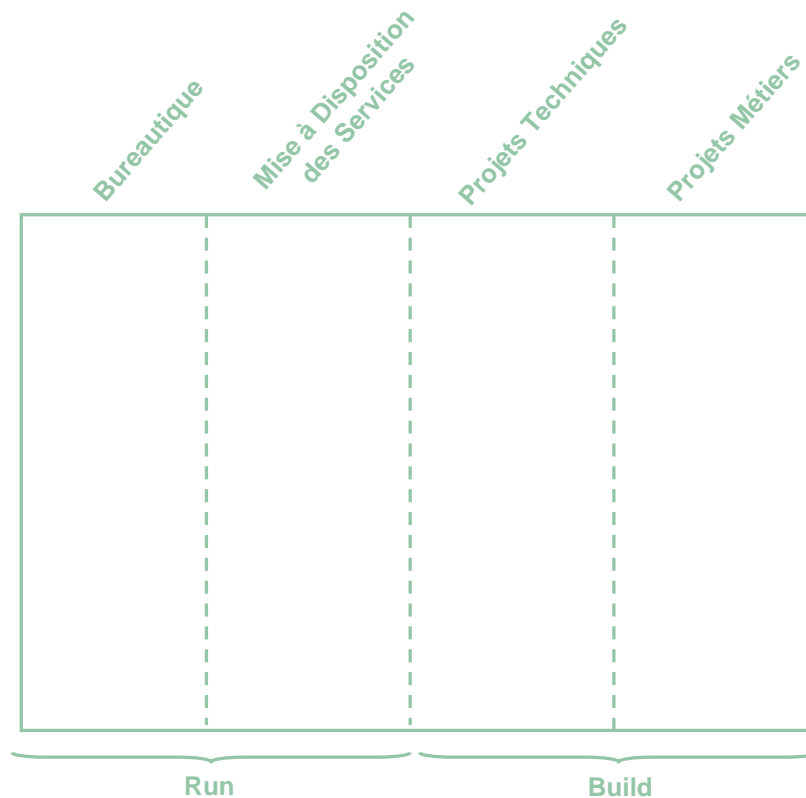 Bureautique
Mise à Disposition
des Services
Projets Techniques
Projets Métiers
Run
Build